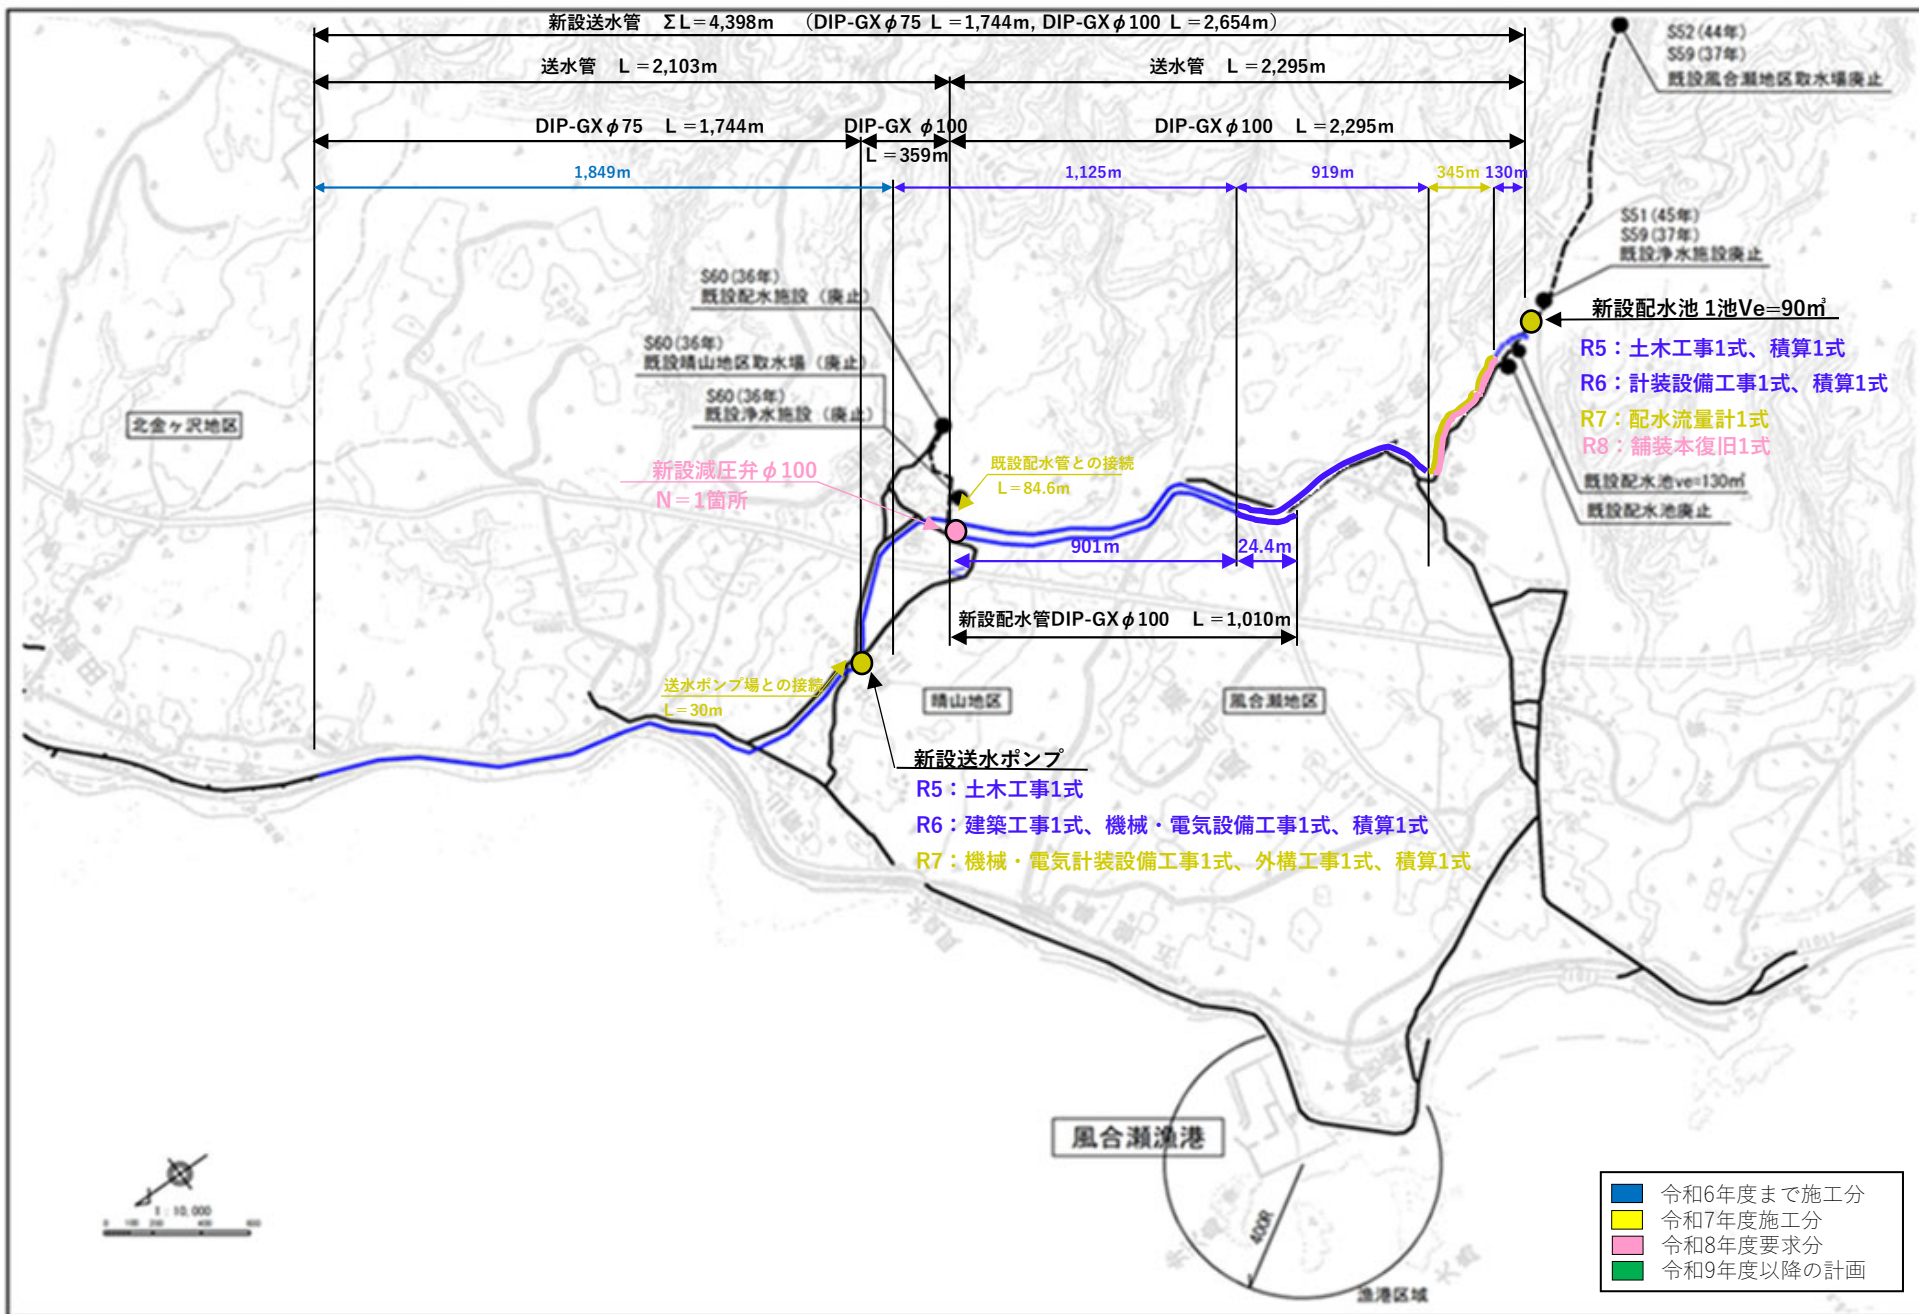 新設送水管　ΣL=4,398m　（DIP-GXφ75 L=1,744m, DIP-GXφ100 L=2,654m）
送水管　L=2,103m
送水管　L=2,295m
DIP-GXφ75　L=1,744m
DIP-GX φ100
L=359m
DIP-GXφ100　L=2,295m
1,849m
1,125m
919m
345m
130m
S52(44年)
S59(37年)
既設風合瀬地区取水場廃止
S51(45年)
S59(37年)
既設浄水施設廃止
新設配水池 1池Ve=90㎥
R5：土木工事1式、積算1式
R6：計装設備工事1式、積算1式
R7：配水流量計1式
R8：舗装本復旧1式
既設配水池ve=130㎥
既設配水池廃止
S60(36年)
既設配水施設（廃止）
S60(36年)
既設晴山地区取水場（廃止）
S60(36年)
既設浄水施設（廃止）
北金ヶ沢地区
新設減圧弁φ100
N=1箇所
既設配水管との接続
L=84.6m
901m
24.4m
新設配水管DIP-GXφ100　L=1,010m
送水ポンプ場との接続
L=30m
晴山地区
風合瀬地区
新設送水ポンプ
R5：土木工事1式
R6：建築工事1式、機械・電気設備工事1式、積算1式
R7：機械・電気計装設備工事1式、外構工事1式、積算1式
風合瀬漁港
400R
漁港区域
1:10,000
0 100 200 400 600
令和6年度まで施工分
令和7年度施工分
令和8年度要求分
令和9年度以降の計画